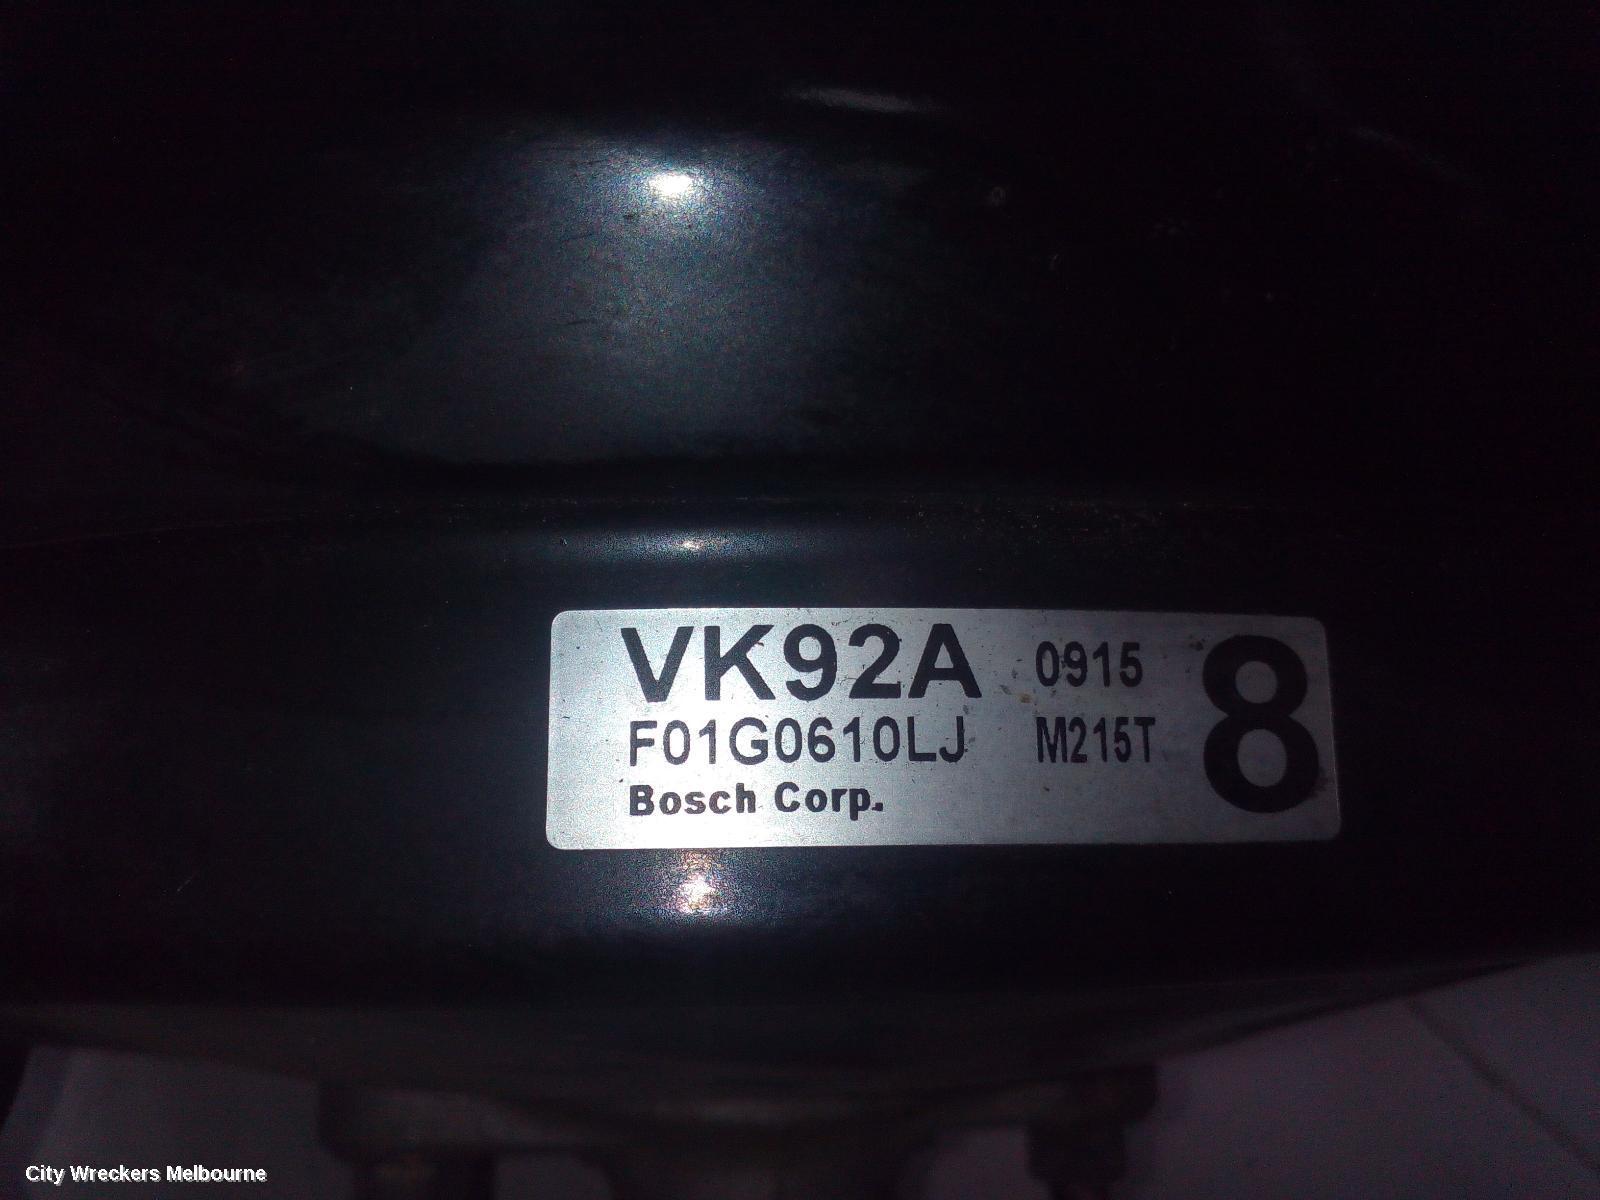 VK92A 0915 8
F01G0610LJ M215T
Bosch Corp.
City Wreckers Melbourne